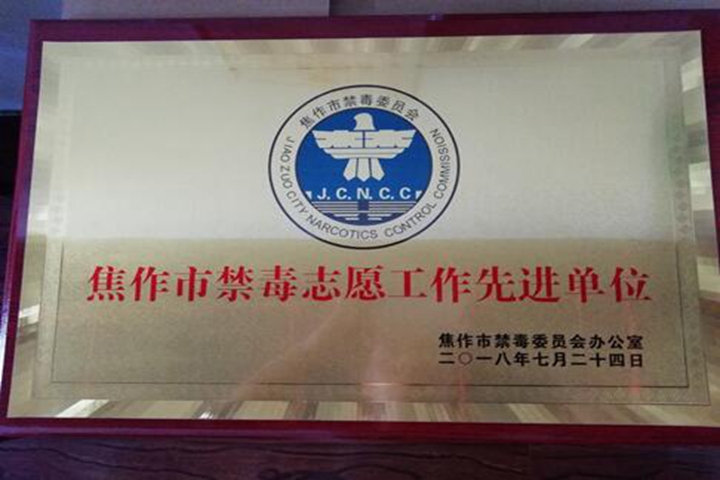 焦作市禁毒委员会
J.C.N.C.C
JIAO ZUO CITY NARCOTICS CONTROL COMMISSION
焦作市禁毒志愿工作先进单位
焦作市禁毒委员会办公室
二〇一八年七月二十四日